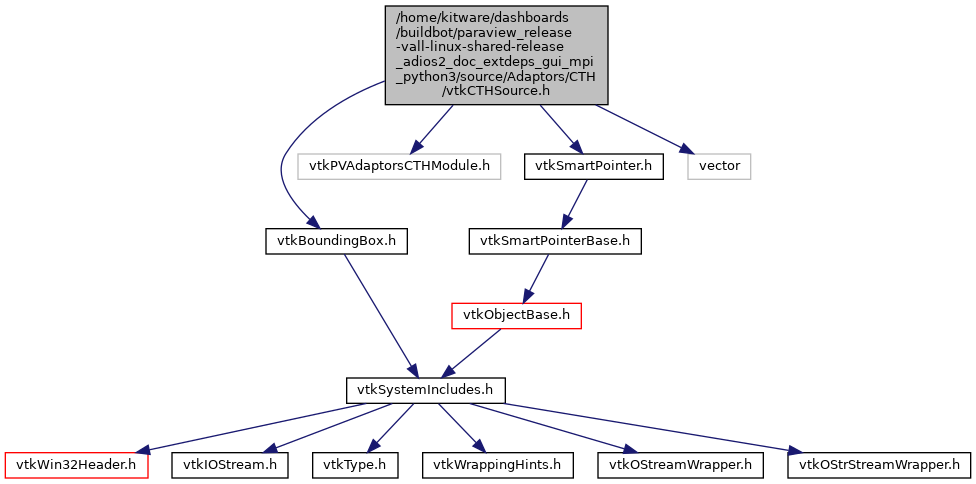 /home/kitware/dashboards
/buildbot/paraview_release
-vall-linux-shared-release
_adios2_doc_extdeps_gui_mpi
_python3/source/Adaptors/CTH
/vtkCTHSource.h
vtkPVAdaptorsCTHModule.h
vtkSmartPointer.h
vector
vtkBoundingBox.h
vtkSmartPointerBase.h
vtkObjectBase.h
vtkSystemIncludes.h
vtkWin32Header.h
vtkIOStream.h
vtkType.h
vtkWrappingHints.h
vtkOStreamWrapper.h
vtkOStrStreamWrapper.h